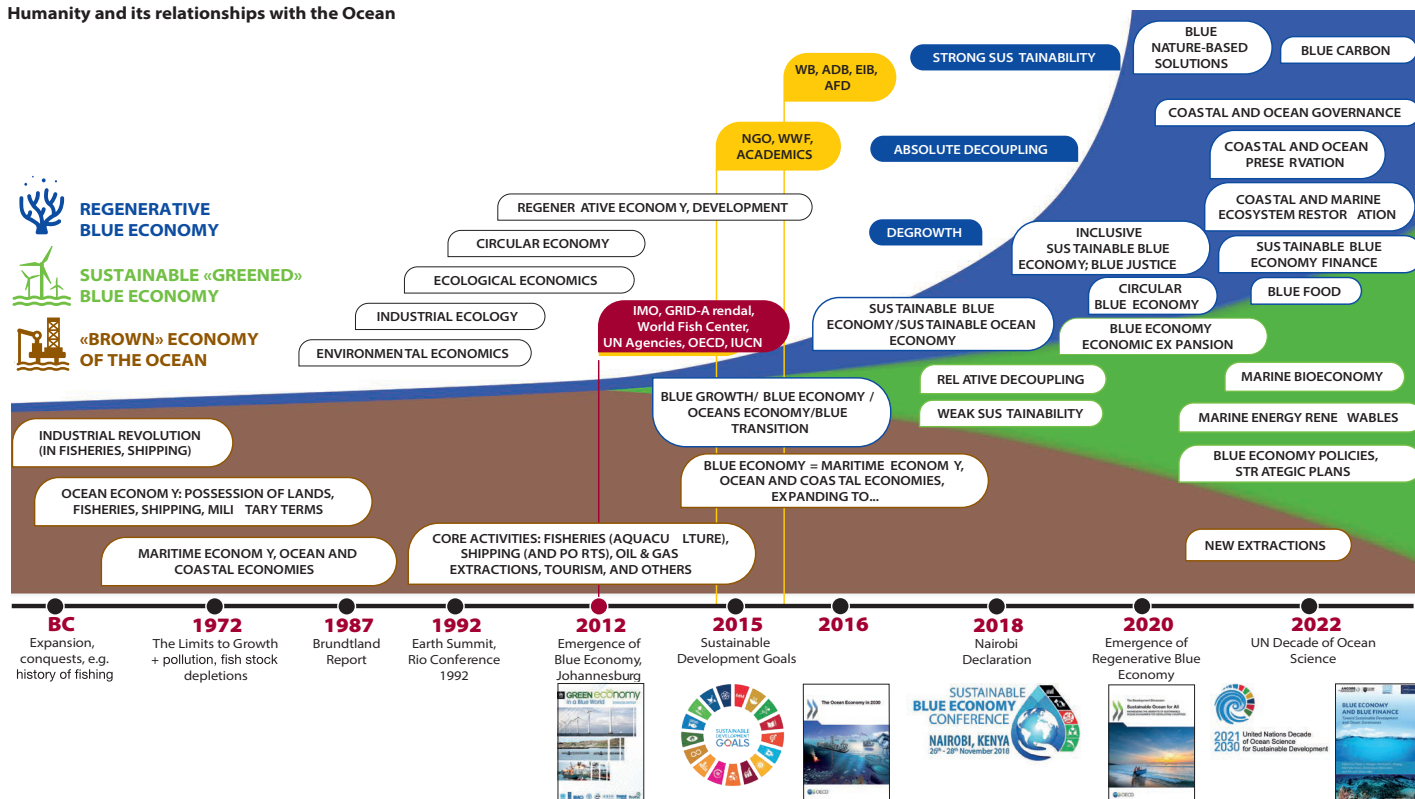 Humanity and its relationships with the Ocean
REGENERATIVE
BLUE ECONOMY
SUSTAINABLE «GREENED»
BLUE ECONOMY
«BROWN» ECONOMY
OF THE OCEAN
WB, ADB, EIB,
AFD
NGO, WWF,
ACADEMICS
REGENER ATIVE ECONOM Y, DEVELOPMENT
CIRCULAR ECONOMY
ECOLOGICAL ECONOMICS
INDUSTRIAL ECOLOGY
ENVIRONMEN TAL ECONOMICS
IMO, GRID-A rendal,
World Fish Center,
UN Agencies, OECD, IUCN
STRONG SUS TAINABILITY
ABSOLUTE DECOUPLING
DEGROWTH
BLUE
NATURE-BASED
SOLUTIONS
BLUE CARBON
COASTAL AND OCEAN GOVERNANCE
COASTAL AND OCEAN
PRESE RVATION
COASTAL AND MARINE
ECOSYSTEM RESTOR ATION
INCLUSIVE
SUS TAINABLE BLUE
ECONOMY; BLUE JUSTICE
SUS TAINABLE BLUE
ECONOMY FINANCE
CIRCULAR
BLUE ECONOMY
BLUE FOOD
SUS TAINABLE BLUE
ECONOMY/SUS TAINABLE OCEAN
ECONOMY
BLUE ECONOMY
ECONOMIC EX PANSION
REL ATIVE DECOUPLING
MARINE BIOECONOMY
WEAK SUS TAINABILITY
MARINE ENERGY RENE WABLES
BLUE ECONOMY POLICIES,
STR ATEGIC PLANS
NEW EXTRACTIONS
BLUE GROWTH/ BLUE ECONOMY /
OCEANS ECONOMY/BLUE
TRANSITION
BLUE ECONOMY = MARITIME ECONOM Y,
OCEAN AND COAS TAL ECONOMIES,
EXPANDING TO...
INDUSTRIAL REVOLUTION
(IN FISHERIES, SHIPPING)
OCEAN ECONOM Y: POSSESSION OF LANDS,
FISHERIES, SHIPPING, MILI TARY TERMS
MARITIME ECONOM Y, OCEAN AND
COASTAL ECONOMIES
CORE ACTIVITIES: FISHERIES (AQUACU LTURE),
SHIPPING (AND PO RTS), OIL & GAS
EXTRACTIONS, TOURISM, AND OTHERS
BC
Expansion,
conquests, e.g.
history of fishing
1972
The Limits to Growth
+ pollution, fish stock
depletions
1987
Brundtland
Report
1992
Earth Summit,
Rio Conference
1992
2012
Emergence of
Blue Economy,
Johannesburg
2015
Sustainable
Development Goals
2016
2018
Nairobi
Declaration
2020
Emergence of
Regenerative Blue
Economy
2022
UN Decade of Ocean
Science
GREEN economy
in a Blue World
SUSTAINABLE
DEVELOPMENT
GOALS
The Ocean Economy in 2030
OECD
SUSTAINABLE
BLUE ECONOMY
CONFERENCE
NAIROBI, KENYA
26th - 28th November 2018
Sustainable Ocean for All
OECD
2021
2030
United Nations Decade
of Ocean Science
for Sustainable Development
BLUE ECONOMY
AND BLUE FINANCE
Toward Sustainable Development
and Ocean Governance